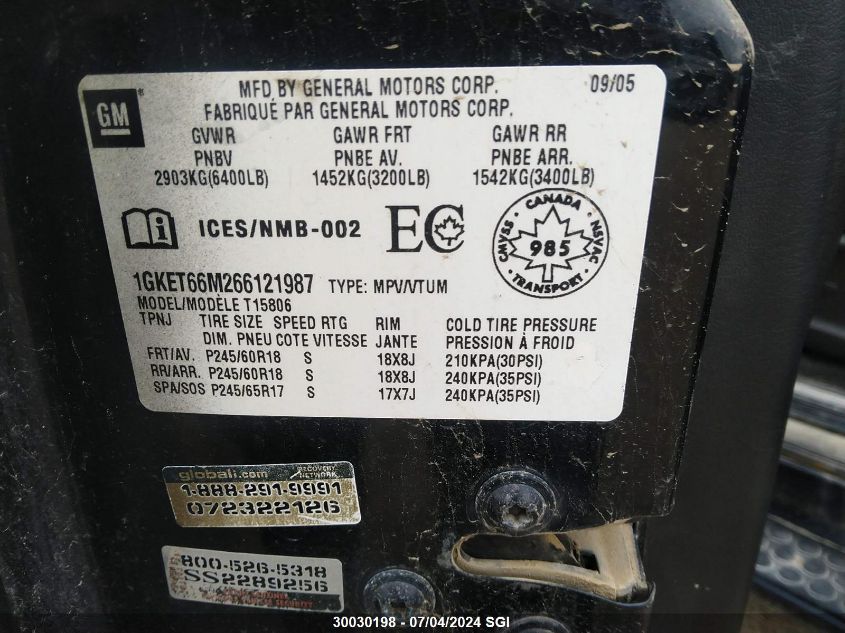 MFD BY GENERAL MOTORS CORP. 09/05
FABRIQUÉ PAR GENERAL MOTORS CORP.
GM
GVWR GAWR FRT GAWR RR
PNBV PNBE AV. PNBE ARR.
2903KG(6400LB) 1452KG(3200LB) 1542KG(3400LB)
ICES/NMB-002 EC
CANADA
CMVSS 985 NSVAC
TRANSPORT
1GKET66M266121987 TYPE: MPV/VTUM
MODEL/MODÈLE T15806
TPNJ TIRE SIZE SPEED RTG RIM COLD TIRE PRESSURE
DIM. PNEU COTE VITESSE JANTE PRESSION À FROID
FRT/AV. P245/60R18 S 18X8J 210KPA(30PSI)
RR/ARR. P245/60R18 S 18X8J 240KPA(35PSI)
SPA/SOS P245/65R17 S 17X7J 240KPA(35PSI)
globali.com RECOVERY NETWORK
1-888-291-9991
072322126
800-526-5318
SS2289256
30030198 - 07/04/2024 SGI